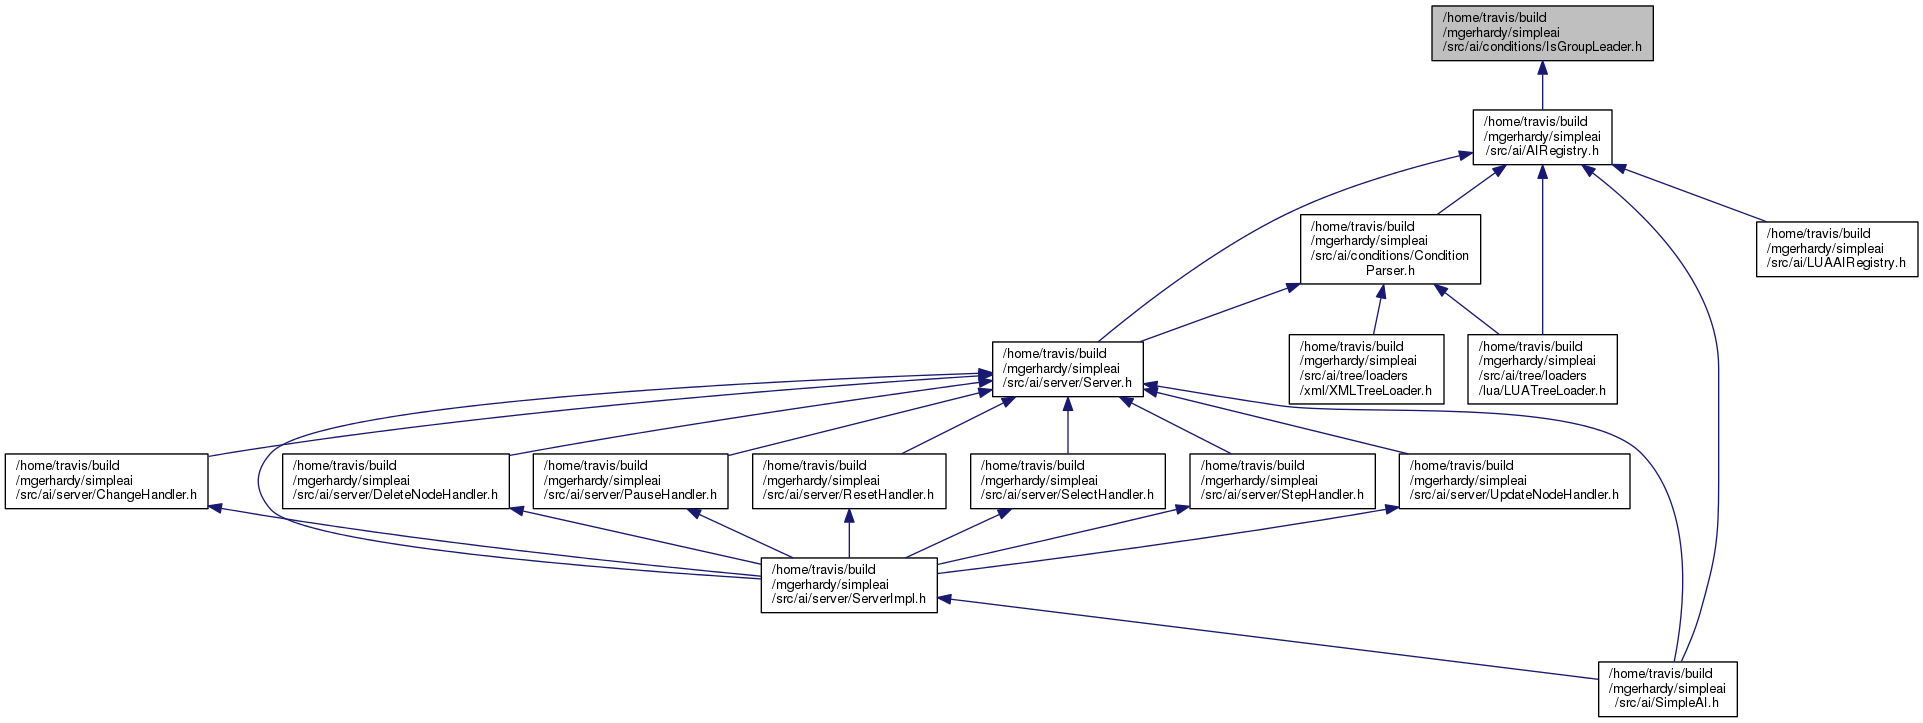 /home/travis/build
/mgerhardy/simpleai
/src/ai/conditions/IsGroupLeader.h
/home/travis/build
/mgerhardy/simpleai
/src/ai/AIRegistry.h
/home/travis/build
/mgerhardy/simpleai
/src/ai/conditions/Condition
Parser.h
/home/travis/build
/mgerhardy/simpleai
/src/ai/LUAAIRegistry.h
/home/travis/build
/mgerhardy/simpleai
/src/ai/server/Server.h
/home/travis/build
/mgerhardy/simpleai
/src/ai/tree/loaders
/xml/XMLTreeLoader.h
/home/travis/build
/mgerhardy/simpleai
/src/ai/tree/loaders
/lua/LUATreeLoader.h
/home/travis/build
/mgerhardy/simpleai
/src/ai/server/ChangeHandler.h
/home/travis/build
/mgerhardy/simpleai
/src/ai/server/DeleteNodeHandler.h
/home/travis/build
/mgerhardy/simpleai
/src/ai/server/PauseHandler.h
/home/travis/build
/mgerhardy/simpleai
/src/ai/server/ResetHandler.h
/home/travis/build
/mgerhardy/simpleai
/src/ai/server/SelectHandler.h
/home/travis/build
/mgerhardy/simpleai
/src/ai/server/StepHandler.h
/home/travis/build
/mgerhardy/simpleai
/src/ai/server/UpdateNodeHandler.h
/home/travis/build
/mgerhardy/simpleai
/src/ai/server/ServerImpl.h
/home/travis/build
/mgerhardy/simpleai
/src/ai/SimpleAI.h